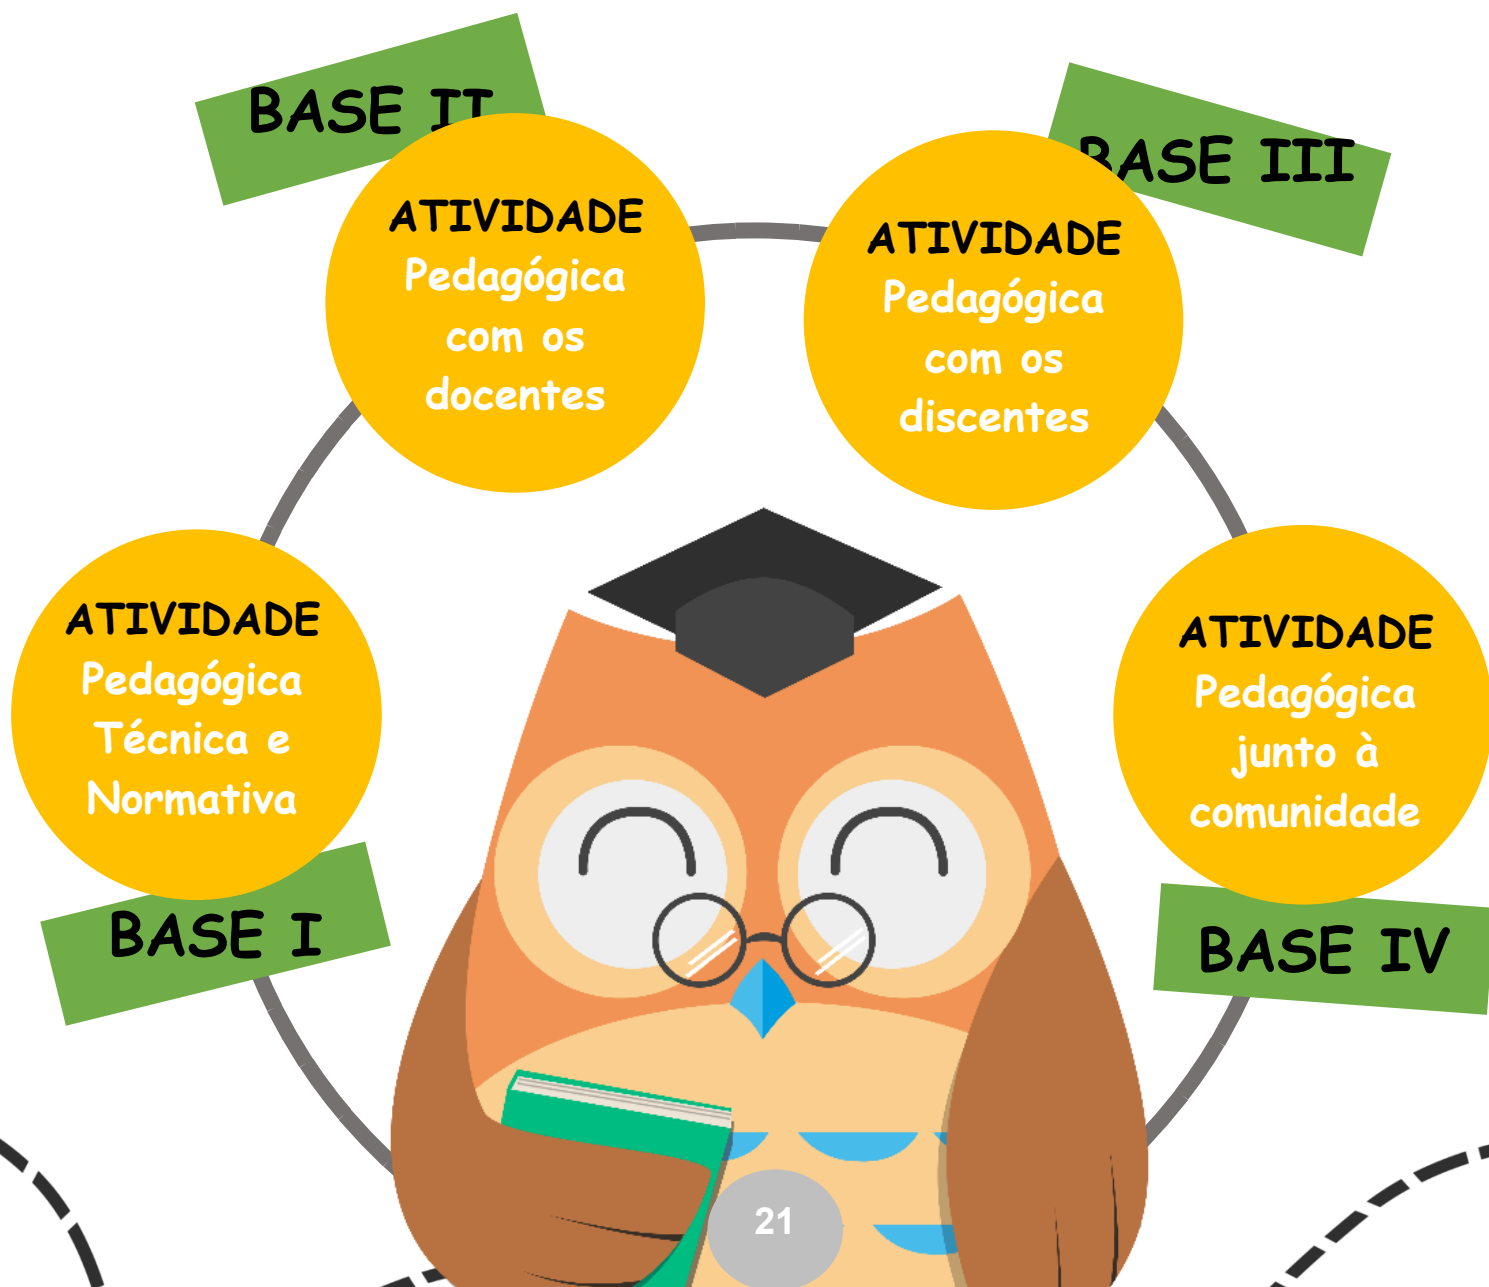 BASE II
ATIVIDADE
Pedagógica
com os
docentes
BASE III
ATIVIDADE
Pedagógica
com os
discentes
ATIVIDADE
Pedagógica
Técnica e
Normativa
BASE I
ATIVIDADE
Pedagógica
junto à
comunidade
BASE IV
21